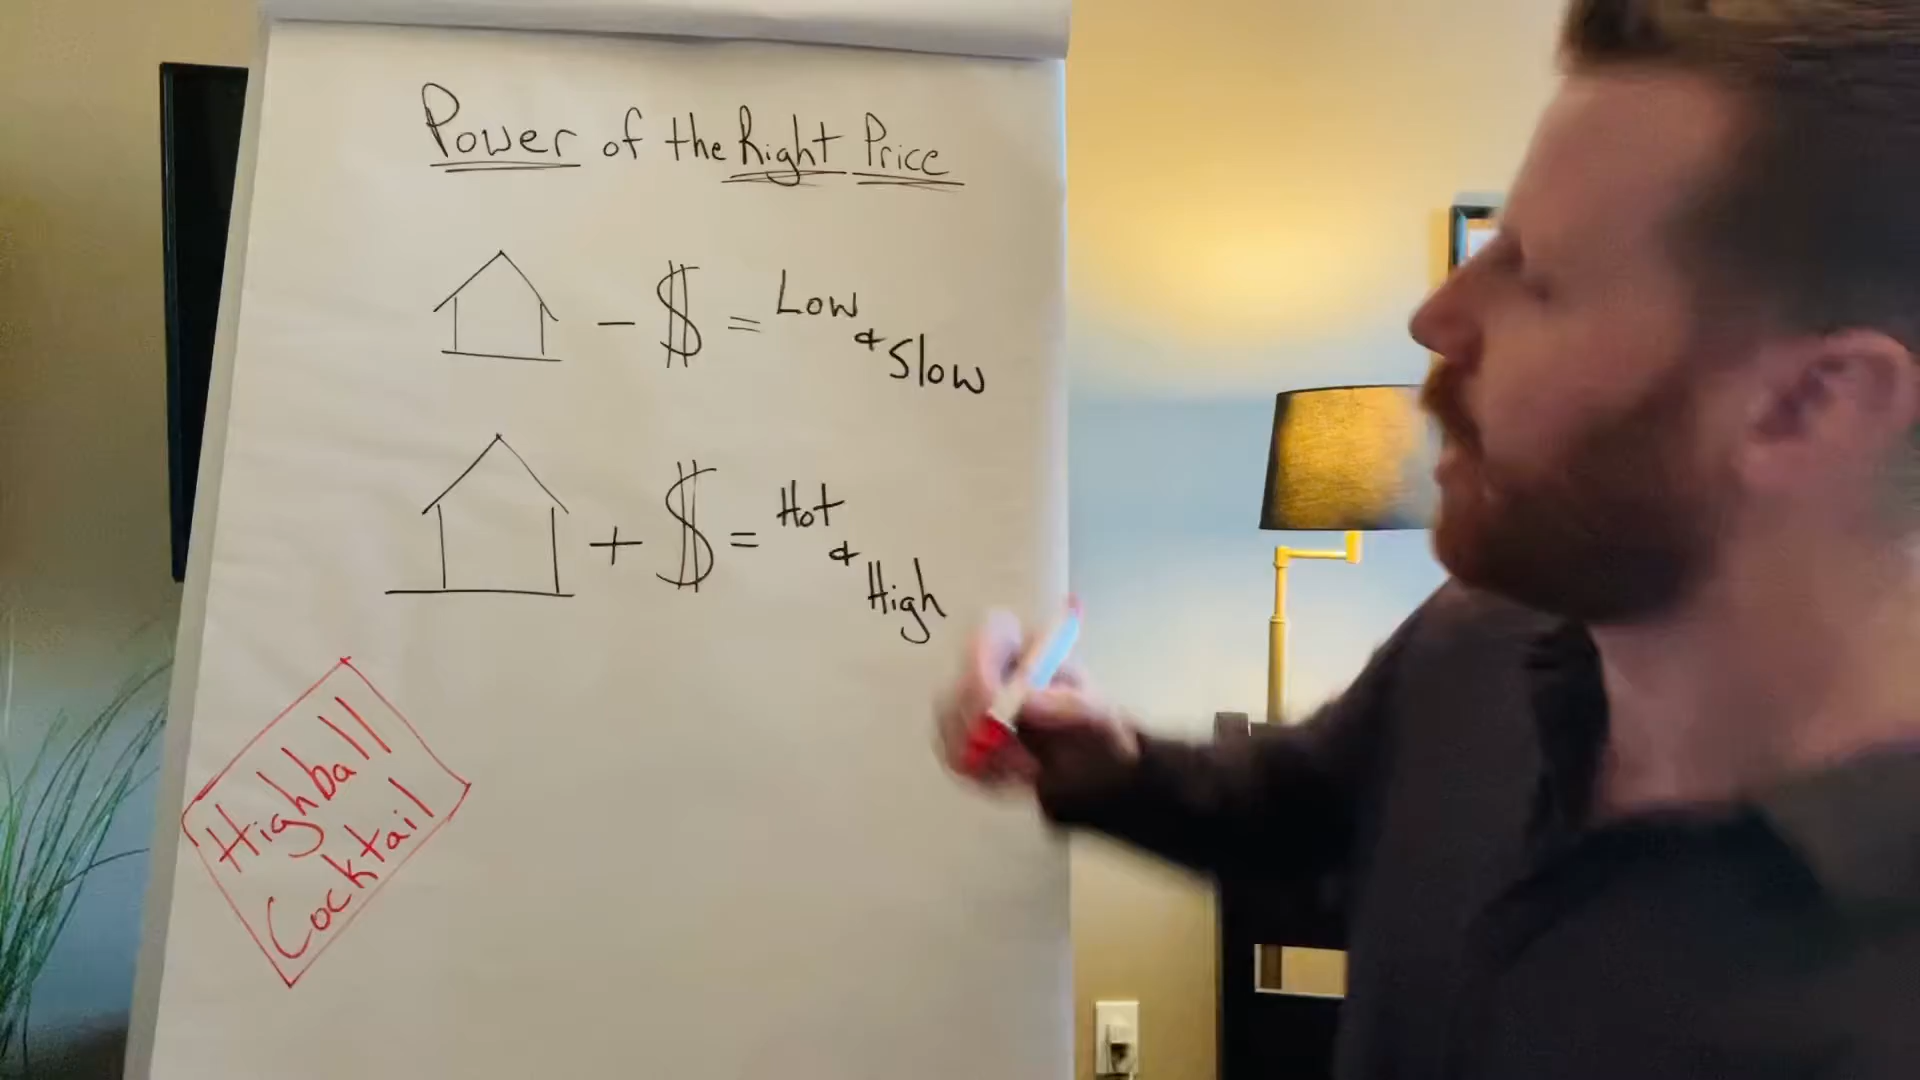 Power of the Right Price
- $ = Low
& Slow
+ $ = Hot
&
High
Highball
Cocktail